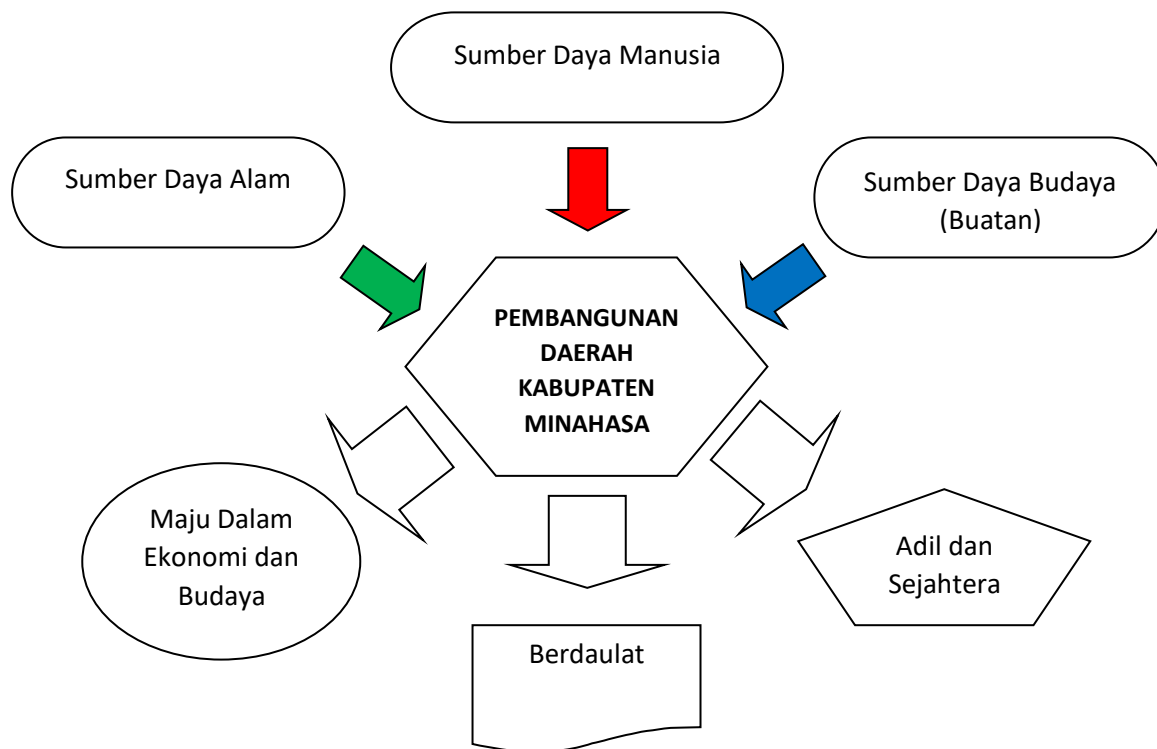 Sumber Daya Manusia
Sumber Daya Alam
Sumber Daya Budaya
(Buatan)
PEMBANGUNAN
DAERAH
KABUPATEN
MINAHASA
Maju Dalam
Ekonomi dan
Budaya
Berdaulat
Adil dan
Sejahtera